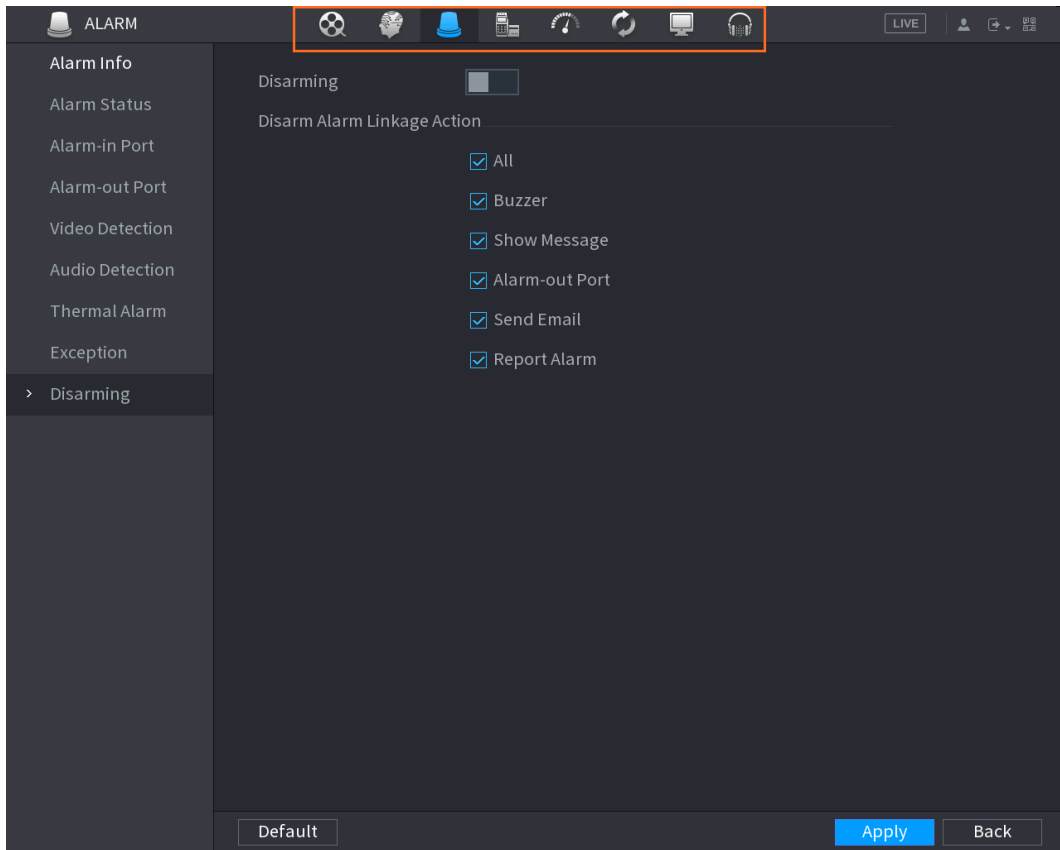 ALARM
LIVE
Alarm Info
Alarm Status
Alarm-in Port
Alarm-out Port
Video Detection
Audio Detection
Thermal Alarm
Exception
Disarming
Disarming
Disarm Alarm Linkage Action
All
Buzzer
Show Message
Alarm-out Port
Send Email
Report Alarm
Default
Apply
Back